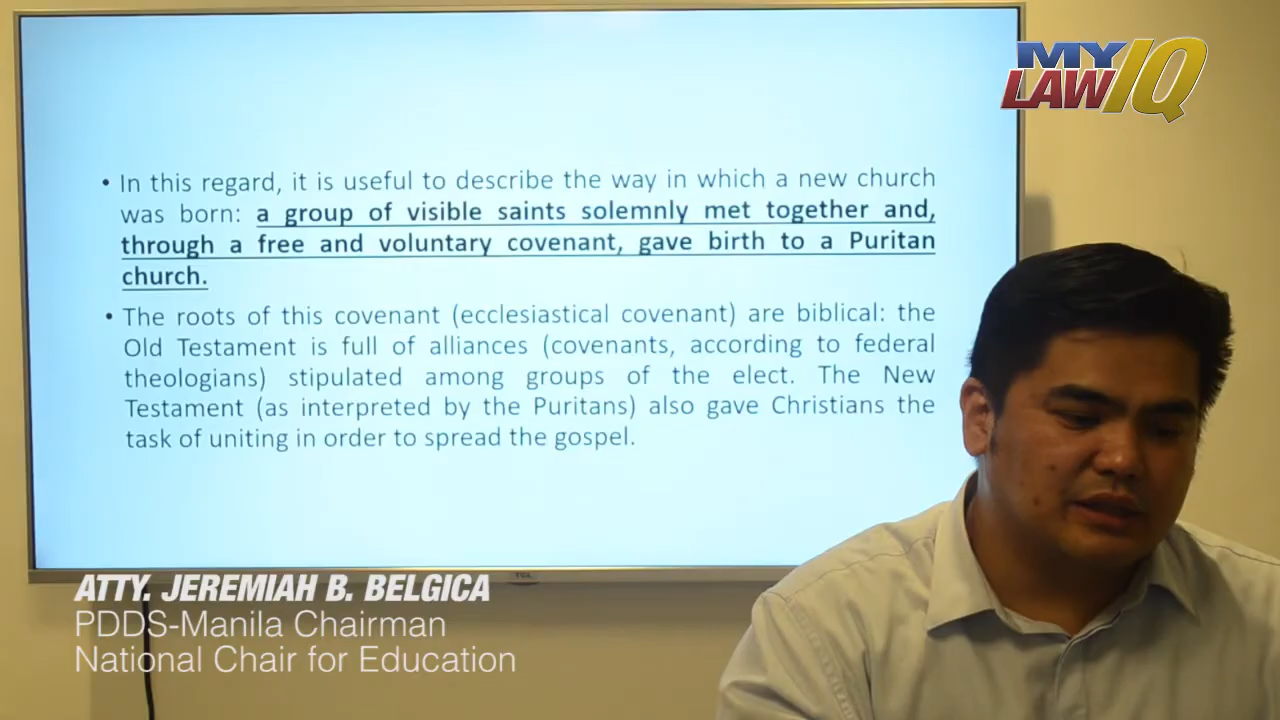 MY
LAW IQ
• In this regard, it is useful to describe the way in which a new church
was born: a group of visible saints solemnly met together and,
through a free and voluntary covenant, gave birth to a Puritan
church.
• The roots of this covenant (ecclesiastical covenant) are biblical: the
Old Testament is full of alliances (covenants, according to federal
theologians) stipulated among groups of the elect. The New
Testament (as interpreted by the Puritans) also gave Christians the
task of uniting in order to spread the gospel.
TCL
ATTY. JEREMIAH B. BELGICA
PDDS-Manila Chairman
National Chair for Education